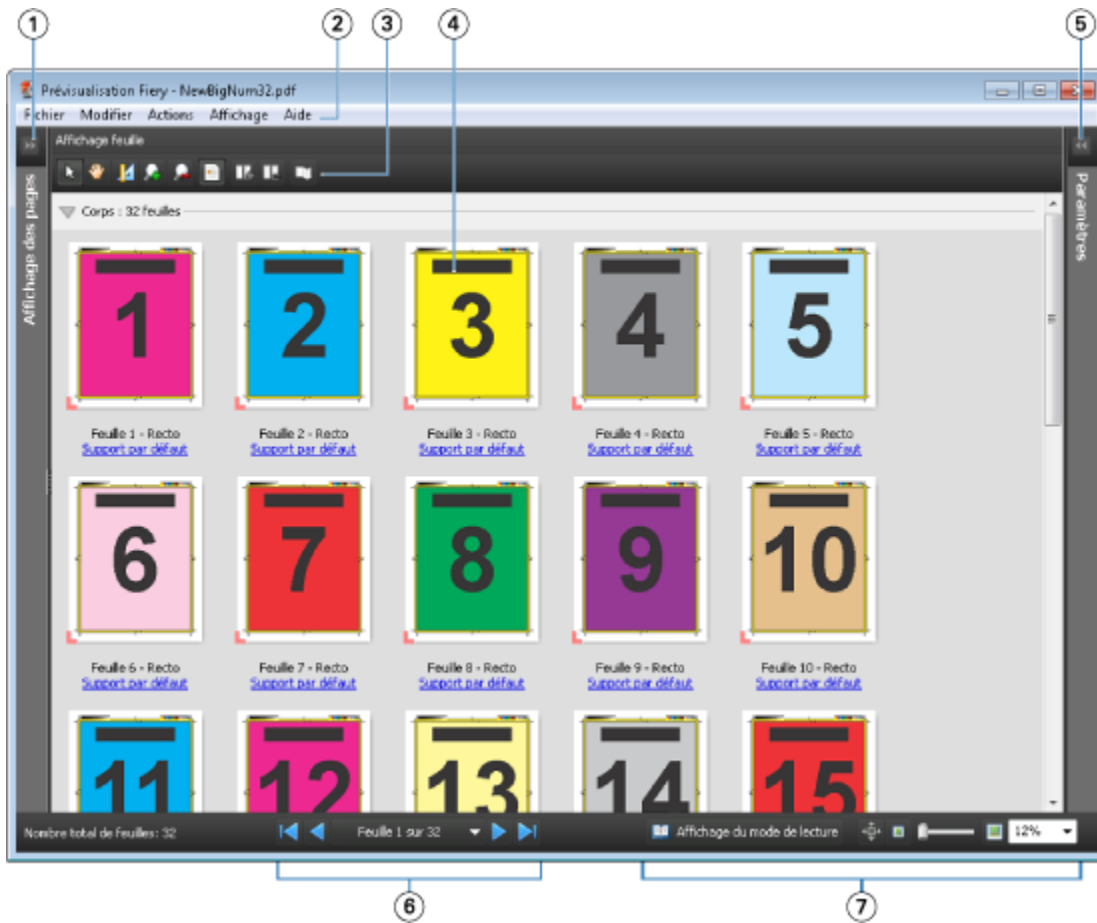 1 2 3 4 5
Prévisualisation Fiery - NewBigNum32.pdf
Fichier Modifier Actions Affichage Aide
Affichage feuille
Affichage des pages
Paramètres
Corps : 32 feuilles
1 2 3 4 5
Feuille 1 - Recto Feuille 2 - Recto Feuille 3 - Recto Feuille 4 - Recto Feuille 5 - Recto
Support par défaut Support par défaut Support par défaut Support par défaut Support par défaut
6 7 8 9 10
Feuille 6 - Recto Feuille 7 - Recto Feuille 8 - Recto Feuille 9 - Recto Feuille 10 - Recto
Support par défaut Support par défaut Support par défaut Support par défaut Support par défaut
11 12 13 14 15
Nombre total de feuilles: 32 Feuille 1 sur 32 Affichage du mode de lecture 12%
6 7